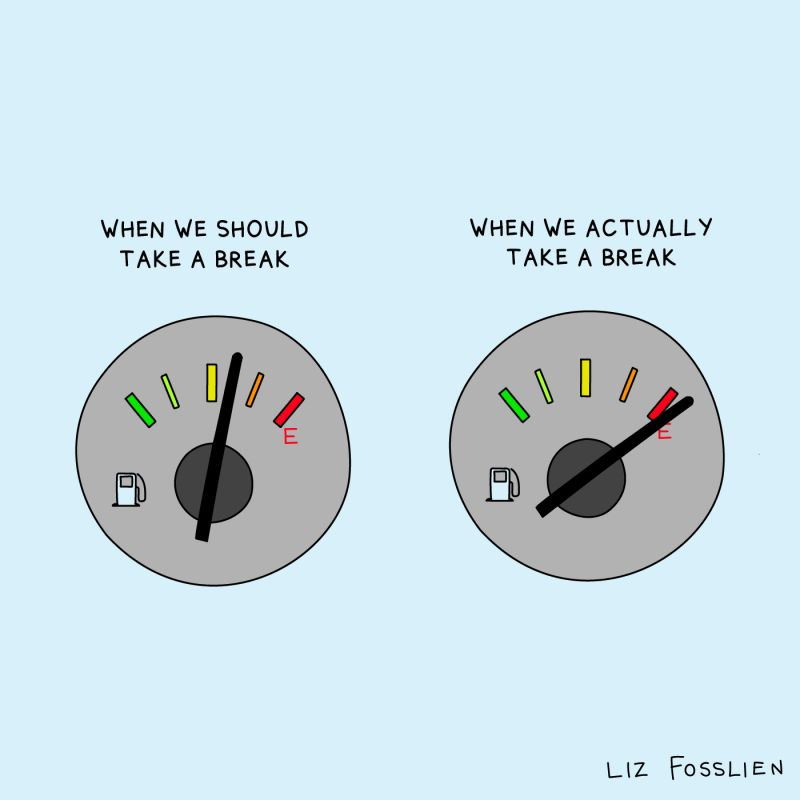 WHEN WE SHOULD
TAKE A BREAK
E
WHEN WE ACTUALLY
TAKE A BREAK
E
LIZ FOSSLIEN